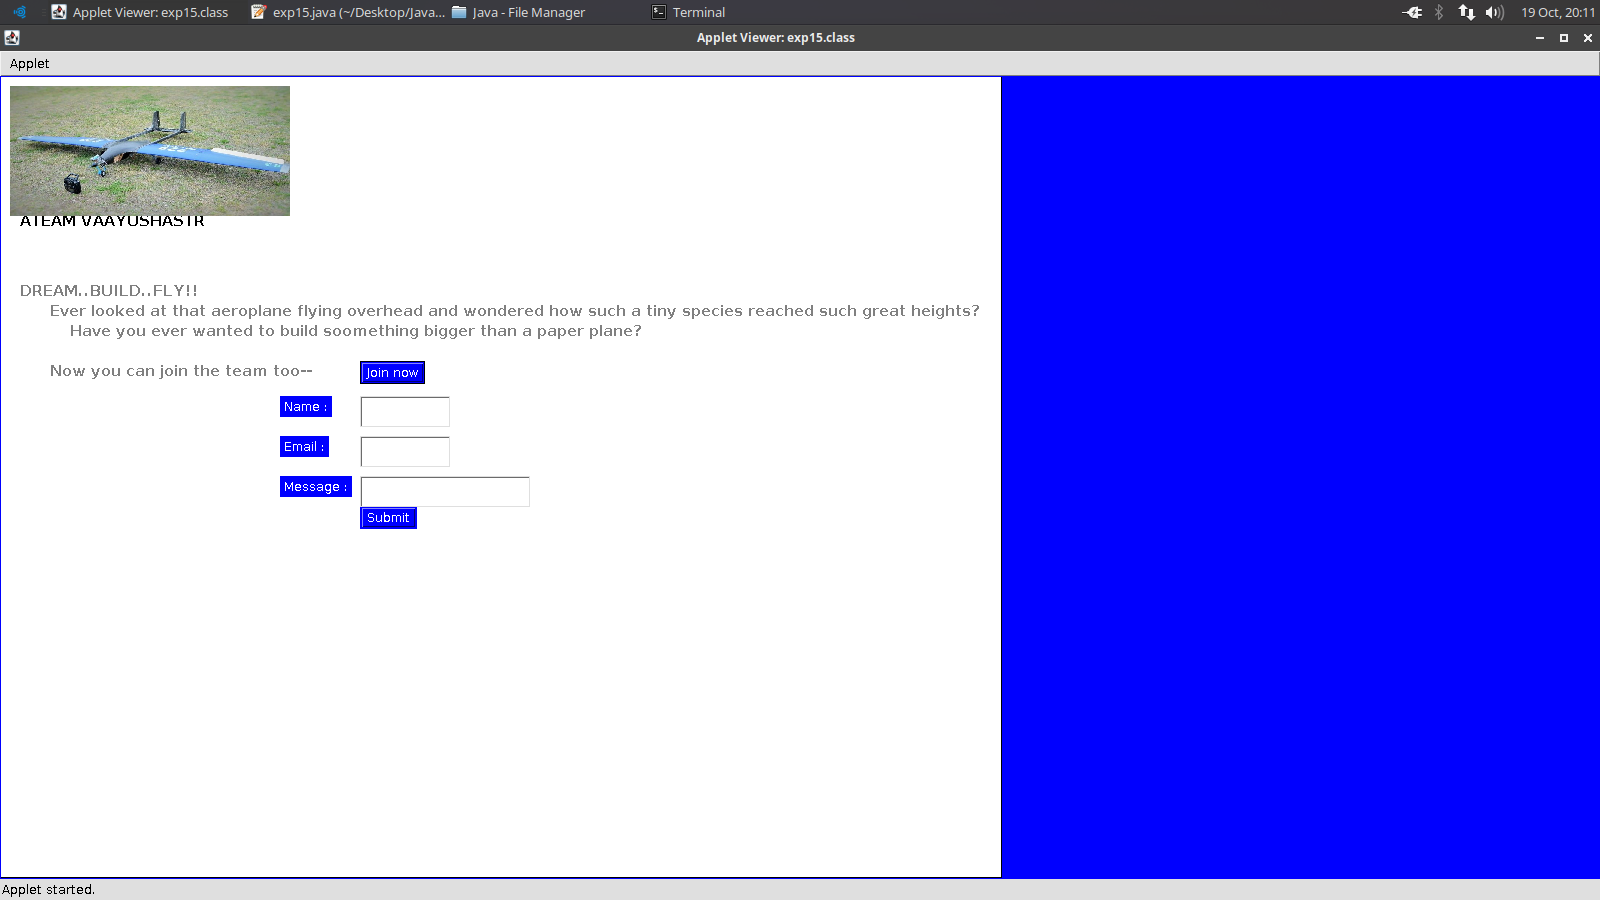 Applet Viewer: exp15.class exp15.java (~/Desktop/Java... Java - File Manager Terminal 19 Oct, 20:11
Applet Viewer: exp15.class
Applet
ATEAM VAAYUSHASTR
DREAM..BUILD..FLY!!
Ever looked at that aeroplane flying overhead and wondered how such a tiny species reached such great heights?
Have you ever wanted to build soomething bigger than a paper plane?
Now you can join the team too-- Join now
Name :
Email :
Message :
Submit
Applet started.